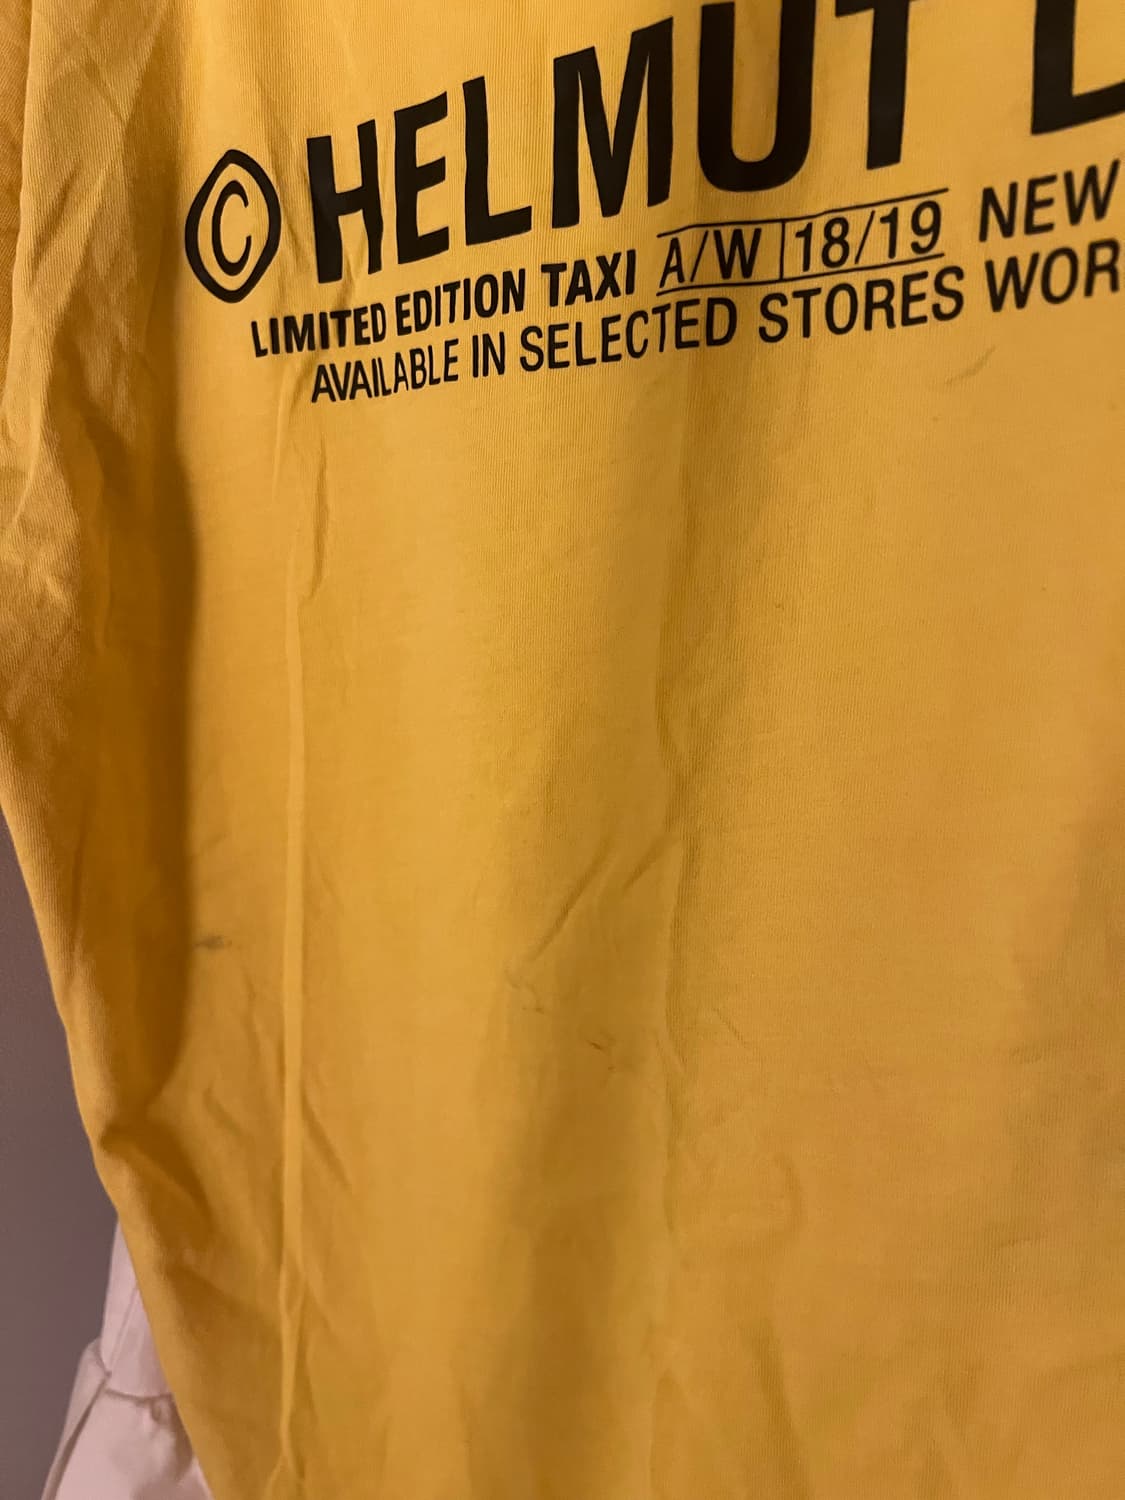 © HELMUT
LIMITED EDITION TAXI A/W 18/19 NEW
AVAILABLE IN SELECTED STORES